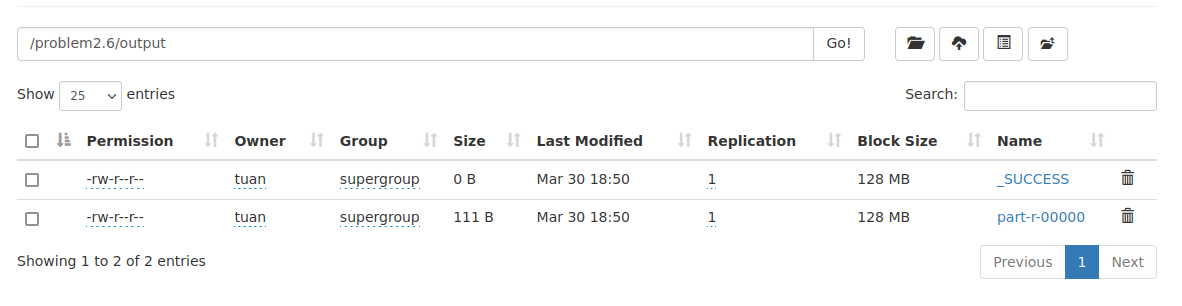 /problem2.6/output Go!
Show 25 entries Search:
Permission Owner Group Size Last Modified Replication Block Size Name
-rw-r--r-- tuan supergroup 0 B Mar 30 18:50 1 128 MB _SUCCESS
-rw-r--r-- tuan supergroup 111 B Mar 30 18:50 1 128 MB part-r-00000
Showing 1 to 2 of 2 entries Previous 1 Next